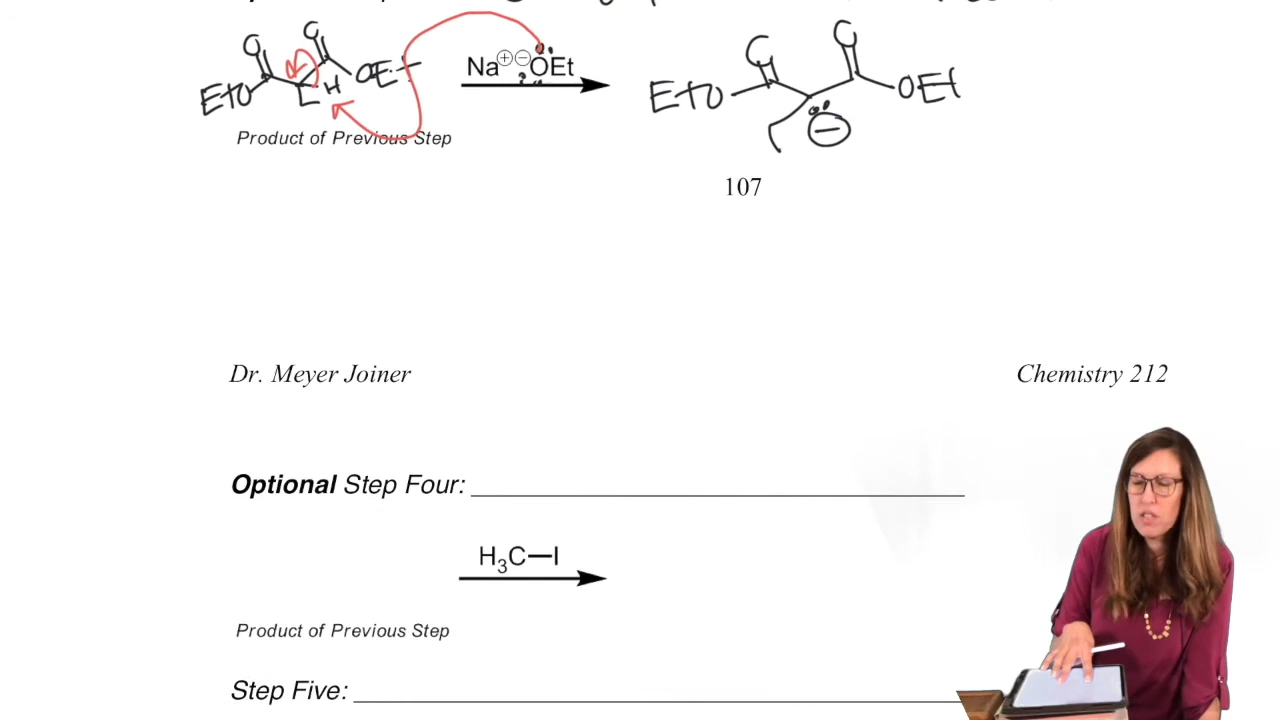 O O
EtO OEt
H
Na⊕ ⊖:OEt
O O
EtO OEt
⊖
Product of Previous Step
107
Dr. Meyer Joiner Chemistry 212
Optional Step Four:
H3C—I
Product of Previous Step
Step Five: